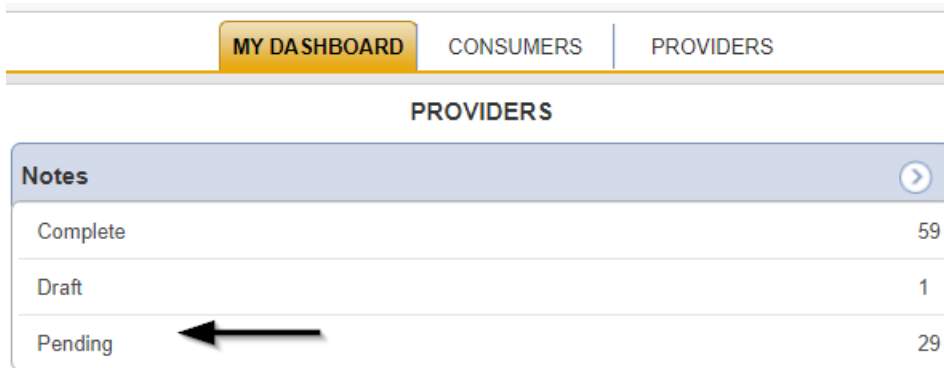 MY DASHBOARD CONSUMERS PROVIDERS
PROVIDERS
Notes
Complete 59
Draft 1
Pending 29